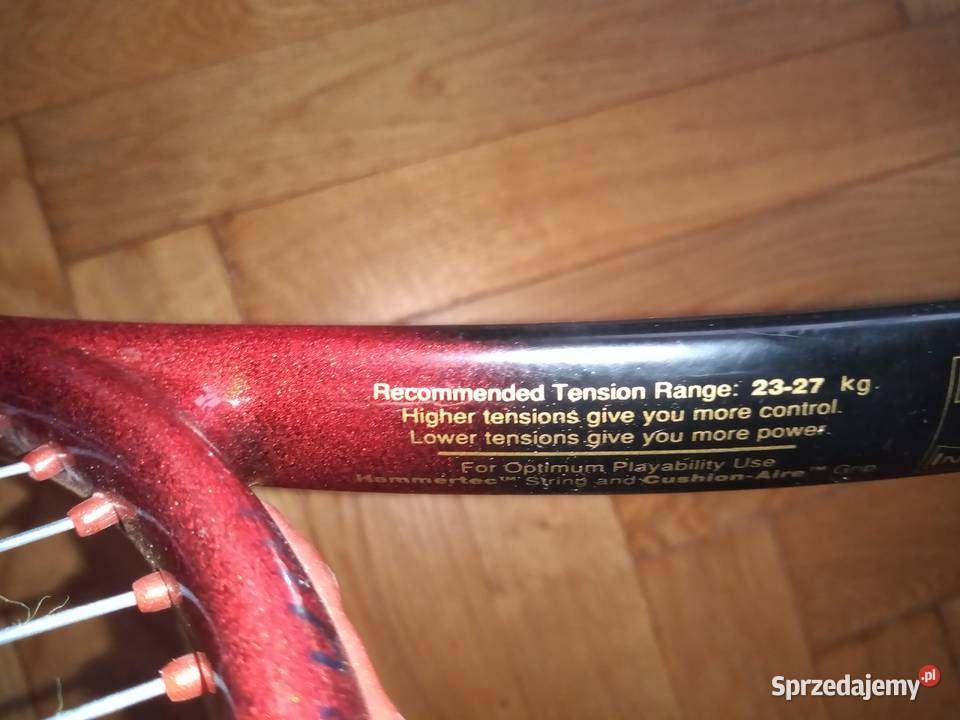 Recommended Tension Range: 23-27 kg.
Higher tensions give you more control.
Lower tensions give you more power.
For Optimum Playability Use
Hammertec™ String and Cushion-Aire™ Grip
Sprzedajemy.pl